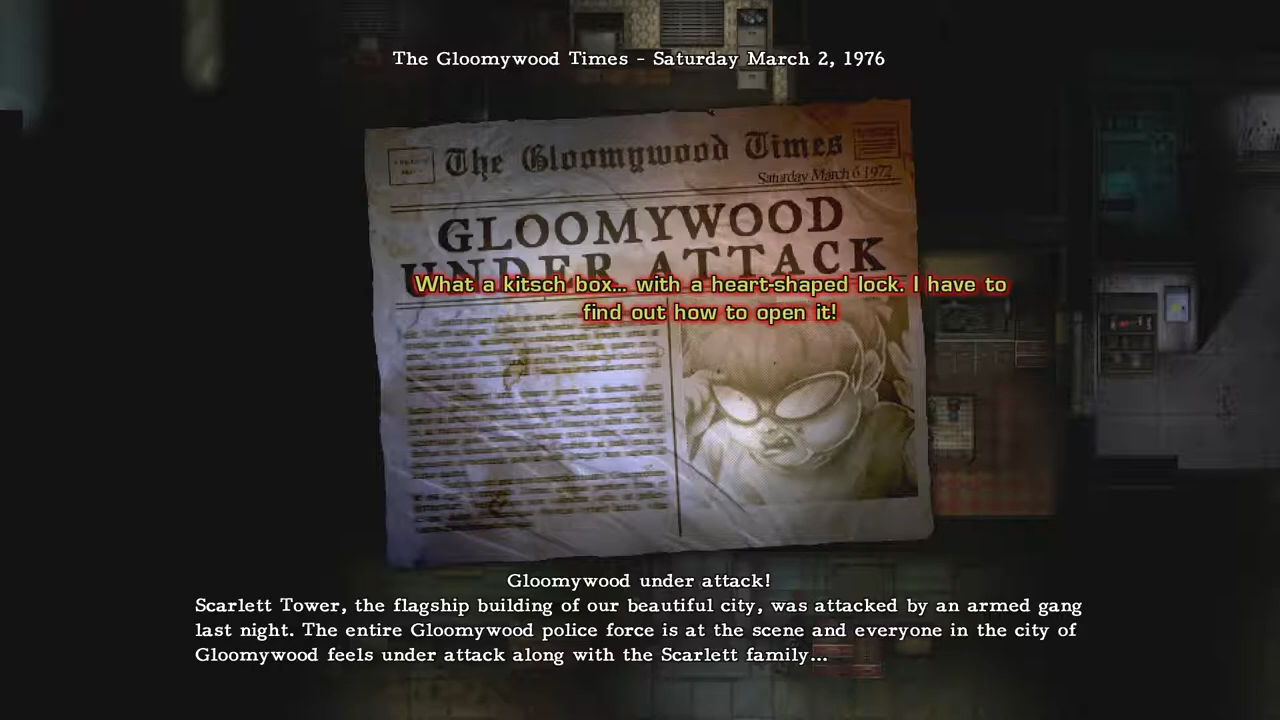 The Gloomywood Times - Saturday March 2, 1976
The Gloomywood Times
Saturday March 6 1972
GLOOMYWOOD
UNDER ATTACK
What a kitsch box... with a heart-shaped lock. I have to
find out how to open it!
Gloomywood under attack!
Scarlett Tower, the flagship building of our beautiful city, was attacked by an armed gang
last night. The entire Gloomywood police force is at the scene and everyone in the city of
Gloomywood feels under attack along with the Scarlett family...